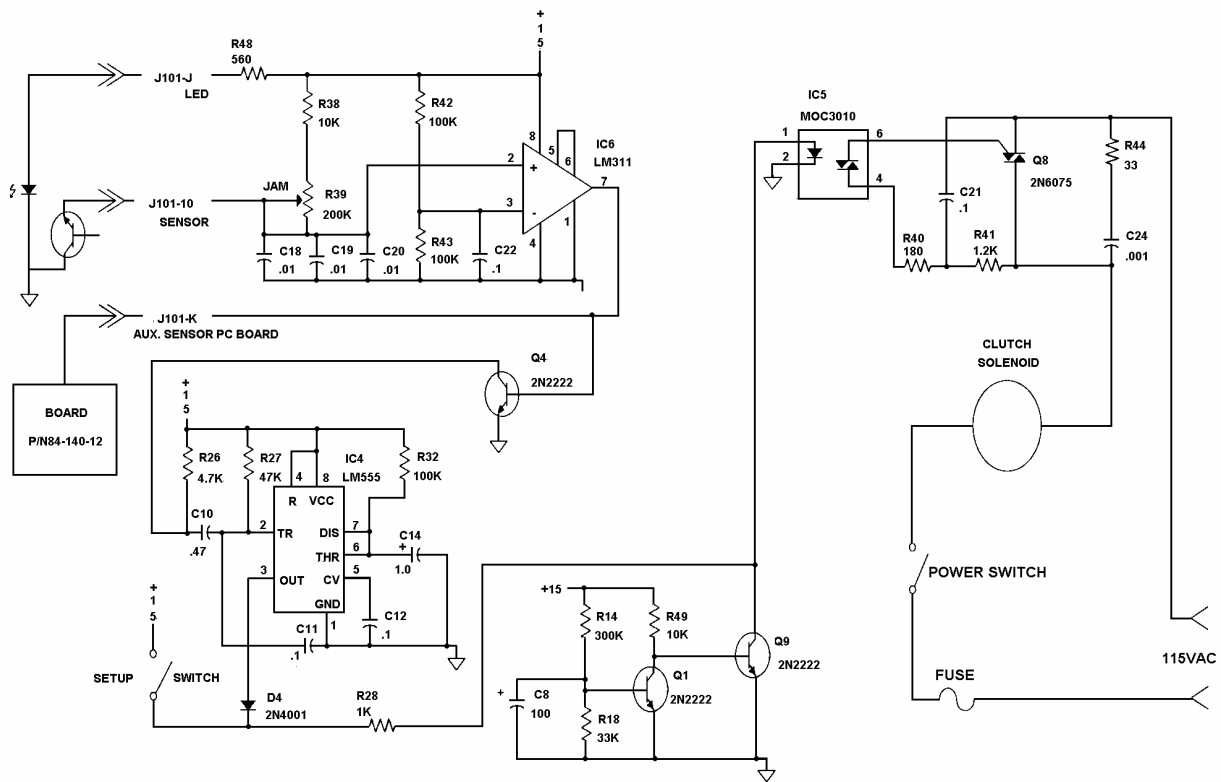 +
1
5
R48
560
J101-J
LED
R38
10K
R42
100K
8
5
6
IC6
LM311
2
+
7
3
-
4
1
JAM
R39
200K
J101-10
SENSOR
C18
.01
C19
.01
C20
.01
R43
100K
C22
.1
IC5
MOC3010
1
2
6
4
Q8
2N6075
R44
33
C21
.1
R40
180
R41
1.2K
C24
.001
J101-K
AUX. SENSOR PC BOARD
BOARD
P/N84-140-12
Q4
2N2222
CLUTCH
SOLENOID
+
1
5
R26
4.7K
R27
47K
IC4
LM555
R32
100K
4
8
R
VCC
C10
.47
2
TR
DIS
7
THR
6
C14
+
1.0
3
OUT
CV
5
GND
1
C12
.1
C11
.1
+
1
5
SETUP
SWITCH
D4
2N4001
R28
1K
+15
R14
300K
R49
10K
Q9
2N2222
Q1
2N2222
+
C8
100
R18
33K
POWER SWITCH
FUSE
115VAC